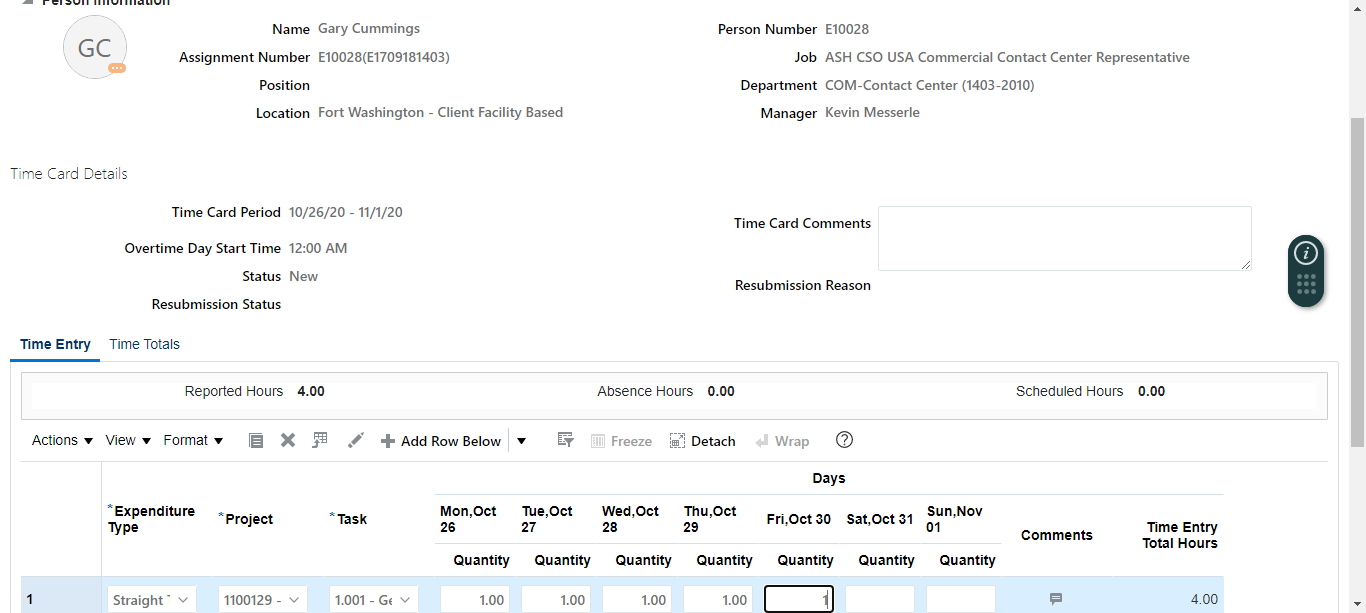 Person Information
GC
Name Gary Cummings
Person Number E10028
Assignment Number E10028(E1709181403)
Job ASH CSO USA Commercial Contact Center Representative
Position
Department COM-Contact Center (1403-2010)
Location Fort Washington - Client Facility Based
Manager Kevin Messerle
Time Card Details
Time Card Period 10/26/20 - 11/1/20
Time Card Comments
Overtime Day Start Time 12:00 AM
Status New
Resubmission Reason
Resubmission Status
Time Entry Time Totals
Reported Hours 4.00 Absence Hours 0.00 Scheduled Hours 0.00
Actions View Format Add Row Below Freeze Detach Wrap ?
Days
*Expenditure Type *Project *Task Mon,Oct 26 Tue,Oct 27 Wed,Oct 28 Thu,Oct 29 Fri,Oct 30 Sat,Oct 31 Sun,Nov 01 Comments Time Entry Total Hours
Quantity Quantity Quantity Quantity Quantity Quantity Quantity
1 Straight 1100129 - 1.001 - Ge 1.00 1.00 1.00 1.00 1 4.00